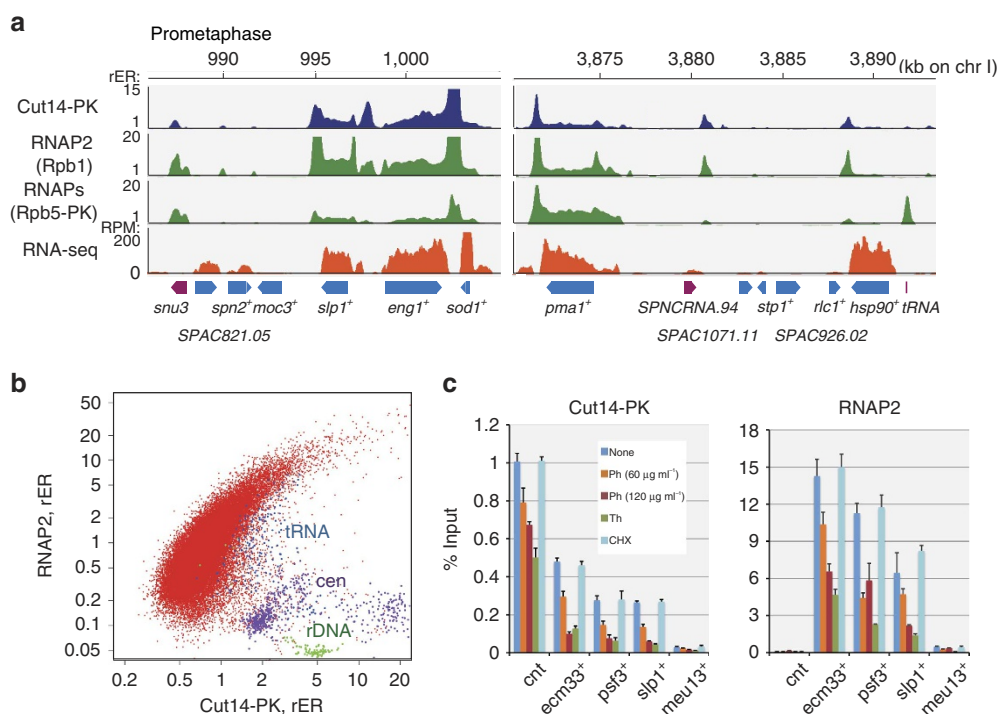 a
Prometaphase
990 995 1,000 3,875 3,880 3,885 3,890 (kb on chr I)
rER:
Cut14-PK 15 1
RNAP2 (Rpb1) 20 1
RNAPs (Rpb5-PK) 20 1
RPM:
RNA-seq 200 0
snu3 spn2+ moc3+ slp1+ eng1+ sod1+ pma1+ SPNCRNA.94 stp1+ rlc1+ hsp90+ tRNA
SPAC821.05 SPAC1071.11 SPAC926.02
b
RNAP2, rER
50
20
10
5
2
1
0.5
0.2
0.1
0.05
tRNA
cen
rDNA
0.2 0.5 1 2 5 10 20
Cut14-PK, rER
c
Cut14-PK
% Input
1.2
1
0.8
0.6
0.4
0.2
0
None
Ph (60 μg ml⁻¹)
Ph (120 μg ml⁻¹)
Th
CHX
cnt ecm33+ psf3+ slp1+ meu13+
RNAP2
18
15
12
9
6
3
0
cnt ecm33+ psf3+ slp1+ meu13+